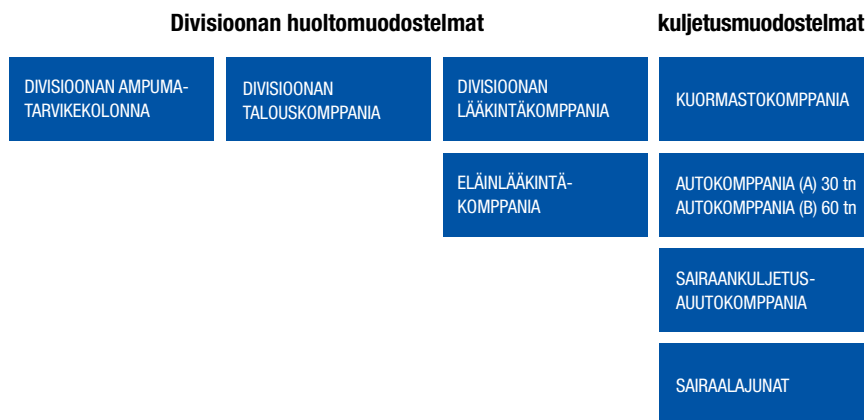 Divisioonan huoltomuodostelmat
kuljetusmuodostelmat
DIVISIOONAN AMPUMA-
TARVIKEKOLONNA
DIVISIOONAN
TALOUSKOMPPANIA
DIVISIOONAN
LÄÄKINTÄKOMPPANIA
KUORMASTOKOMPPANIA
ELÄINLÄÄKINTÄ-
KOMPPANIA
AUTOKOMPPANIA (A) 30 tn
AUTOKOMPPANIA (B) 60 tn
SAIRAANKULJETUS-
AUUTOKOMPPANIA
SAIRAALAJUNAT